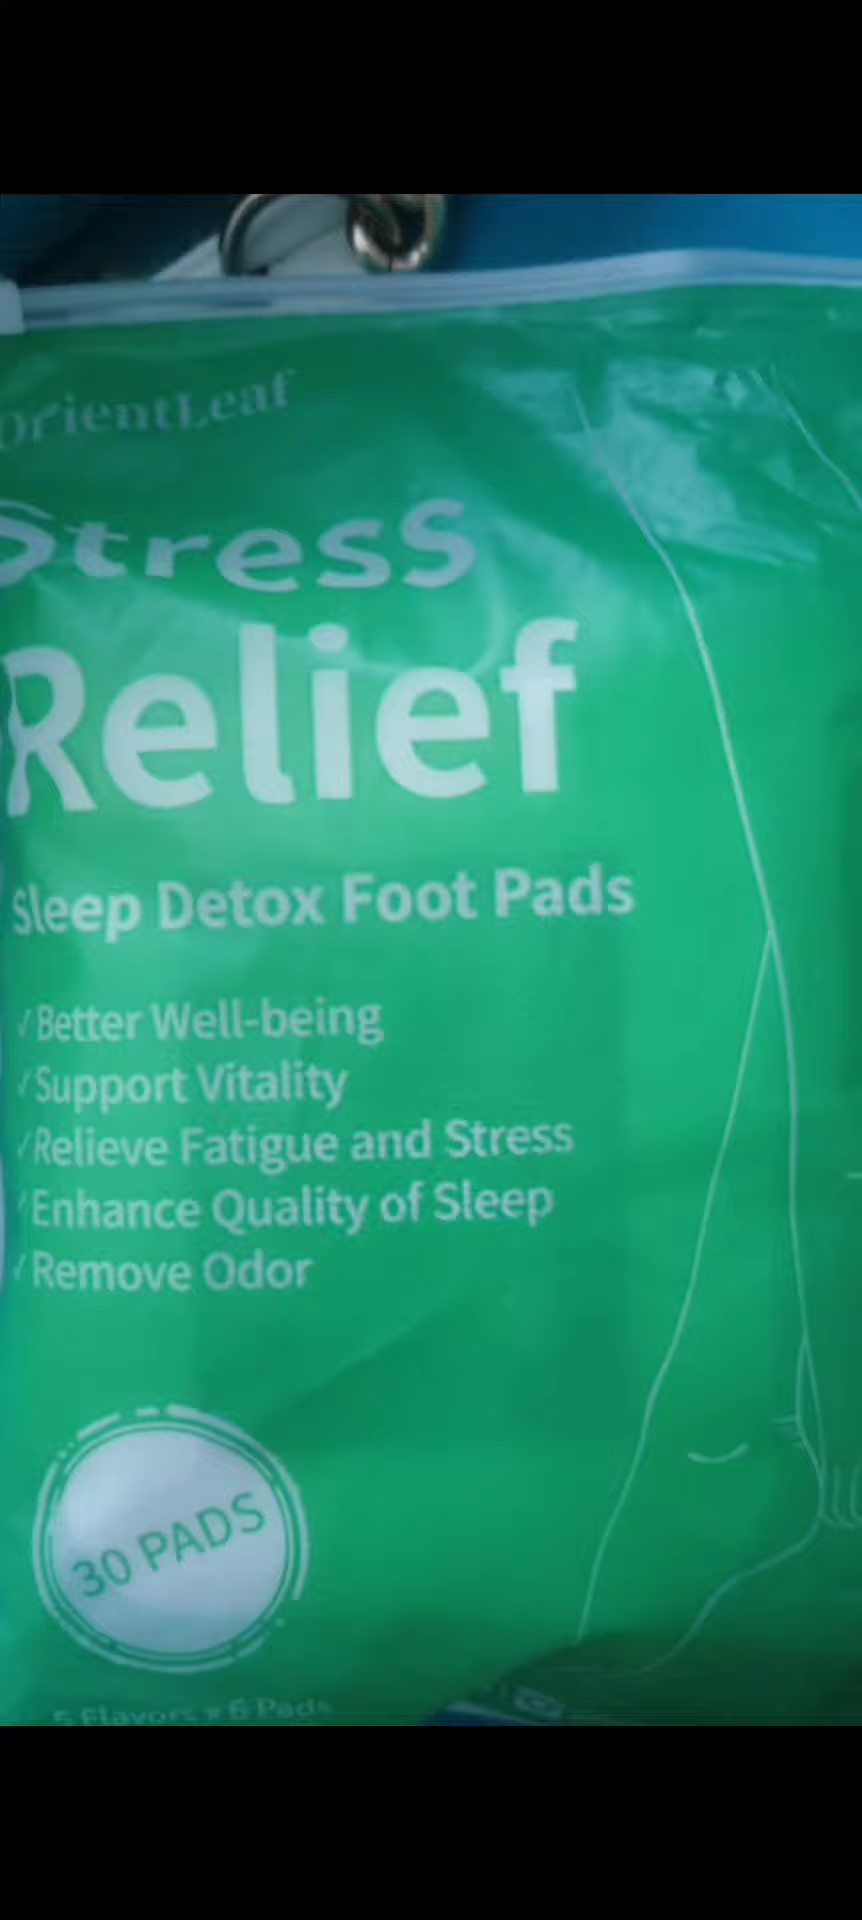 OrientLeaf
Stress
Relief
Sleep Detox Foot Pads
✓Better Well-being
✓Support Vitality
✓Relieve Fatigue and Stress
✓Enhance Quality of Sleep
✓Remove Odor
30 PADS
5 Flavors x 6 Pads